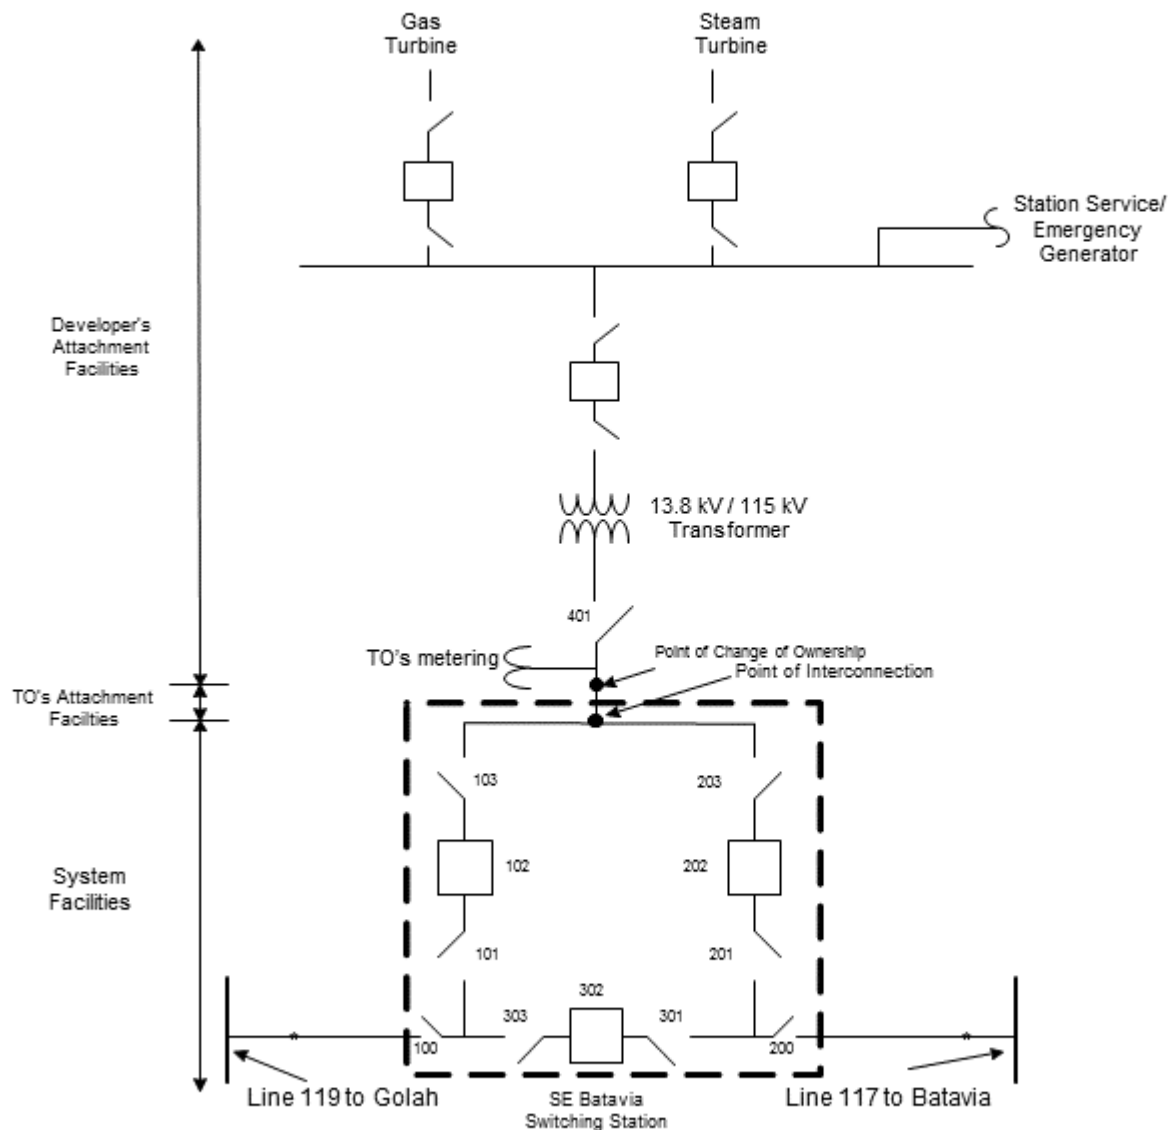 Gas
Turbine
Steam
Turbine
Station Service/
Emergency
Generator
Developer's
Attachment
Facilities
13.8 kV / 115 kV
Transformer
401
TO's metering
Point of Change of Ownership
Point of Interconnection
TO's Attachment
Facilties
103
203
102
202
System
Facilities
101
201
302
303
301
100
200
Line 119 to Golah
SE Batavia
Switching Station
Line 117 to Batavia